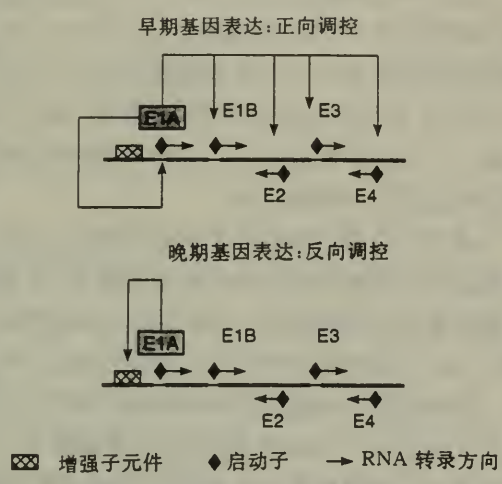 早期基因表达:正向调控
E1A E1B E3
E2 E4
晚期基因表达:反向调控
E1A E1B E3
E2 E4
增强子元件 启动子 RNA 转录方向